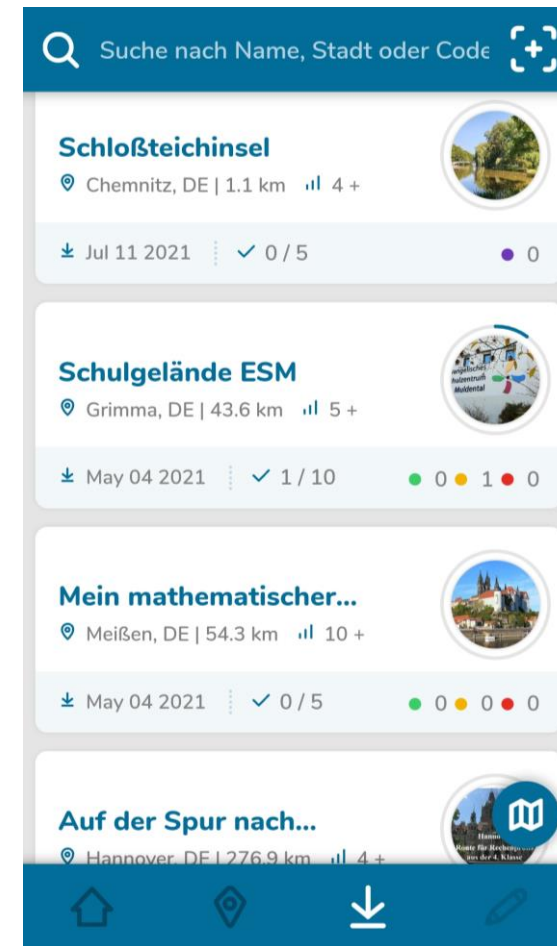 Suche nach Name, Stadt oder Code
Schloßteichinsel
Chemnitz, DE | 1.1 km 4 +
Jul 11 2021 0 / 5 0
Schulgelände ESM
Grimma, DE | 43.6 km 5 +
May 04 2021 1 / 10 0 1 0
Mein mathematischer...
Meißen, DE | 54.3 km 10 +
May 04 2021 0 / 5 0 0 0
Auf der Spur nach...
Hannover, DE | 276.9 km 4 +